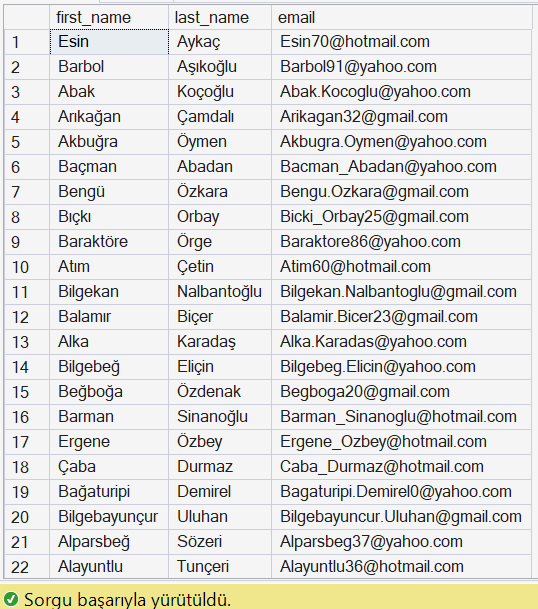 first_name last_name email
1 Esin Aykaç Esin70@hotmail.com
2 Barbol Aşıkoğlu Barbol91@yahoo.com
3 Abak Koçoğlu Abak.Kocoglu@yahoo.com
4 Arıkağan Çamdalı Arikagan32@gmail.com
5 Akbuğra Öymen Akbugra.Oymen@yahoo.com
6 Baçman Abadan Bacman_Abadan@yahoo.com
7 Bengü Özkara Bengu.Ozkara@gmail.com
8 Bıçkı Orbay Bicki_Orbay25@gmail.com
9 Baraktöre Örge Baraktore86@yahoo.com
10 Atım Çetin Atim60@hotmail.com
11 Bilgekan Nalbantoğlu Bilgekan.Nalbantoglu@gmail.com
12 Balamır Biçer Balamir.Bicer23@gmail.com
13 Alka Karadaş Alka.Karadas@yahoo.com
14 Bilgebeğ Eliçin Bilgebeg.Elicin@yahoo.com
15 Beğboğa Özdenak Begboga20@gmail.com
16 Barman Sinanoğlu Barman_Sinanoglu@hotmail.com
17 Ergene Özbey Ergene_Ozbey@hotmail.com
18 Çaba Durmaz Caba_Durmaz@hotmail.com
19 Bağaturipi Demirel Bagaturipi.Demirel0@yahoo.com
20 Bilgebayunçur Uluhan Bilgebayuncur.Uluhan@gmail.com
21 Alparsbeğ Sözeri Alparsbeg37@yahoo.com
22 Alayuntlu Tunçeri Alayuntlu36@hotmail.com
Sorgu başarıyla yürütüldü.